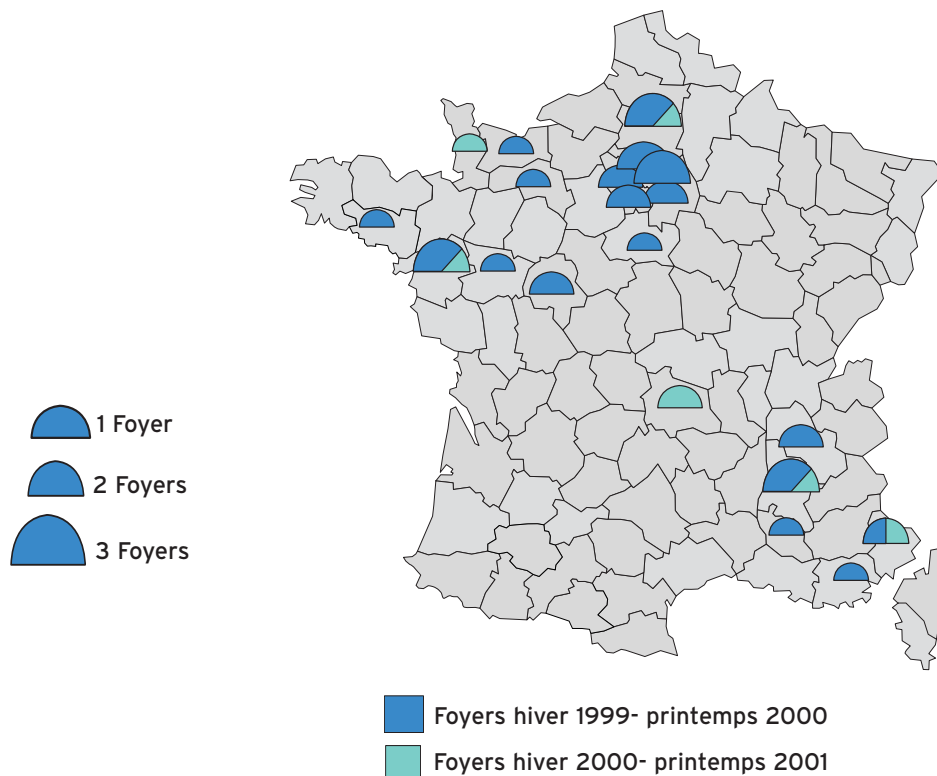 1 Foyer
2 Foyers
3 Foyers
Foyers hiver 1999- printemps 2000
Foyers hiver 2000- printemps 2001